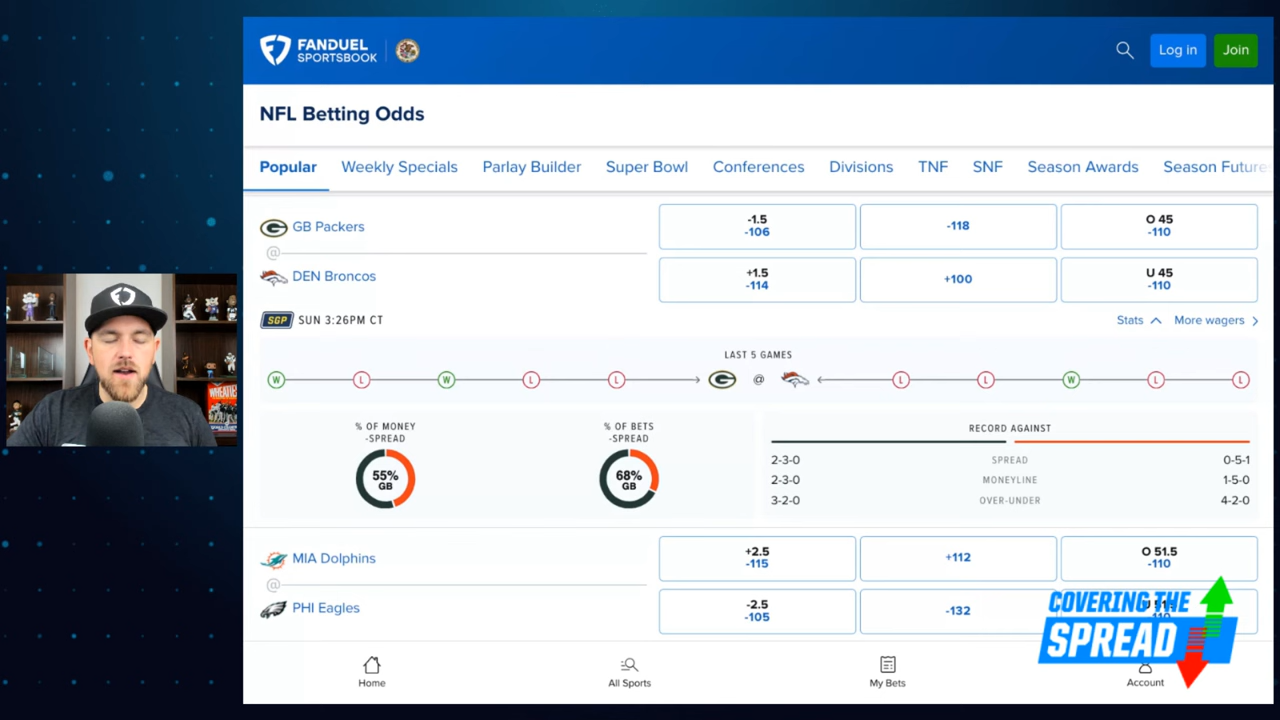 FANDUEL
SPORTSBOOK
Log in
Join
NFL Betting Odds
Popular
Weekly Specials
Parlay Builder
Super Bowl
Conferences
Divisions
TNF
SNF
Season Awards
Season Future
GB Packers
-1.5
-106
-118
O 45
-110
@
DEN Broncos
+1.5
-114
+100
U 45
-110
SGP SUN 3:26PM CT
Stats
More wagers
LAST 5 GAMES
W L W L L @ L L W L L
% OF MONEY
-SPREAD
55%
GB
% OF BETS
-SPREAD
68%
GB
RECORD AGAINST
2-3-0 SPREAD 0-5-1
2-3-0 MONEYLINE 1-5-0
3-2-0 OVER-UNDER 4-2-0
MIA Dolphins
+2.5
-115
+112
O 51.5
-110
@
PHI Eagles
-2.5
-105
-132
COVERING THE
SPREAD
Home
All Sports
My Bets
Account